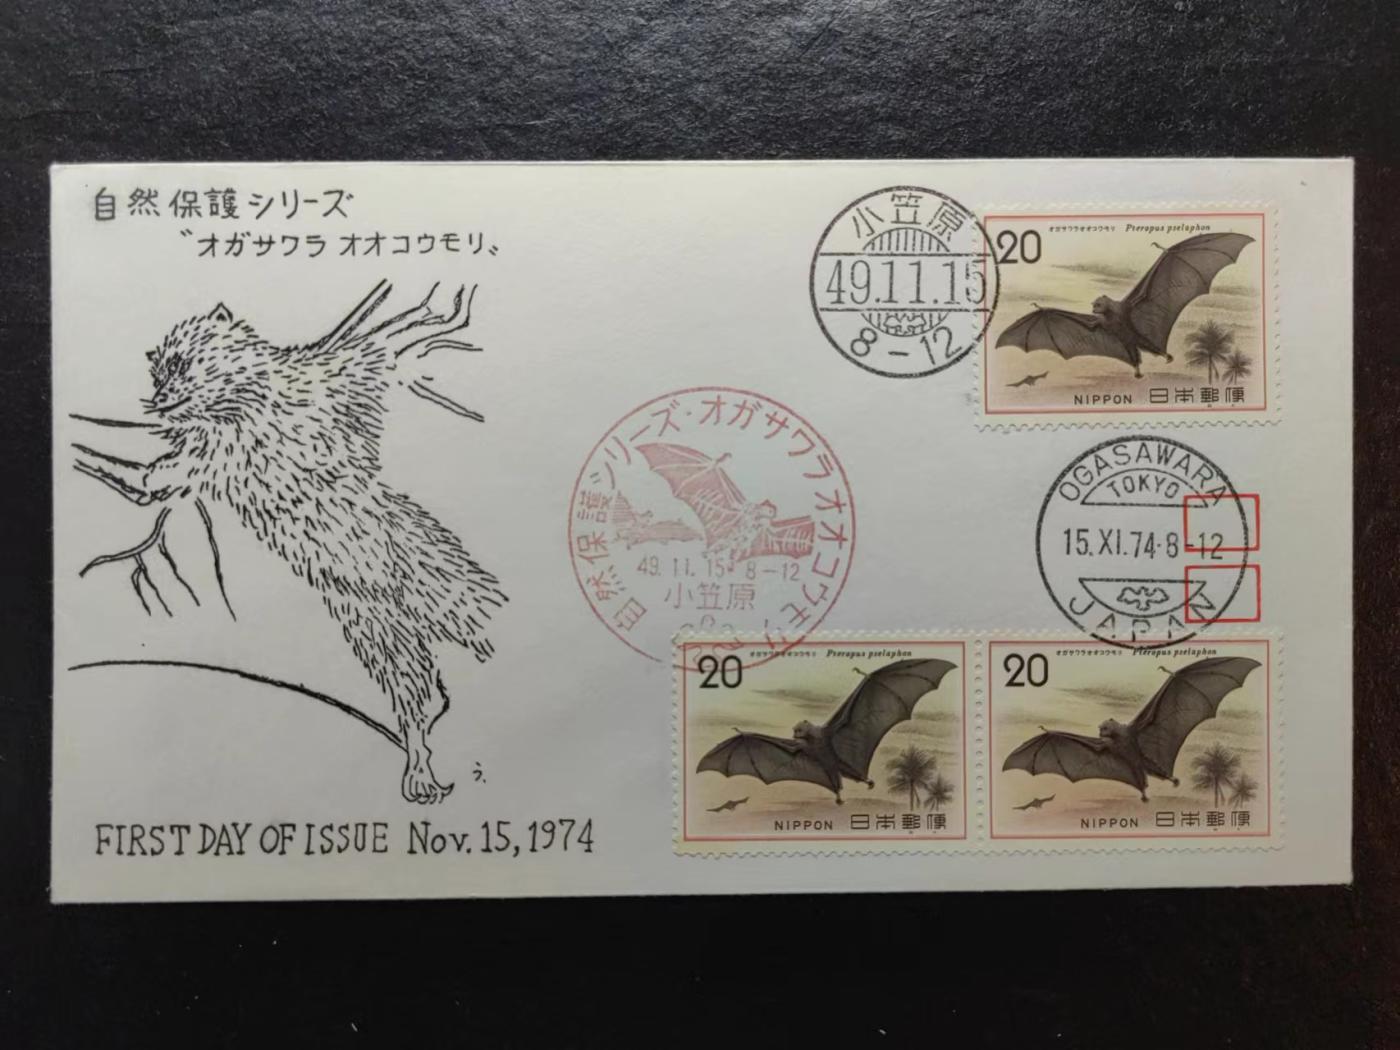 自然保護シリーズ
〝オガサワラ オオコウモリ〟
小笠原
49.11.15
8-12
20
オガサワラオオコウモリ Pteropus pselaphon
NIPPON 日本郵便
自然保護シリーズ・オガサワラオオコウモリ
49.11.15 8-12
小笠原
OGASAWARA
TOKYO
15.XI.74·8-12
JAPAN
20
オガサワラオオコウモリ Pteropus pselaphon
NIPPON 日本郵便
20
オガサワラオオコウモリ Pteropus pselaphon
NIPPON 日本郵便
う.
FIRST DAY OF ISSUE Nov. 15, 1974